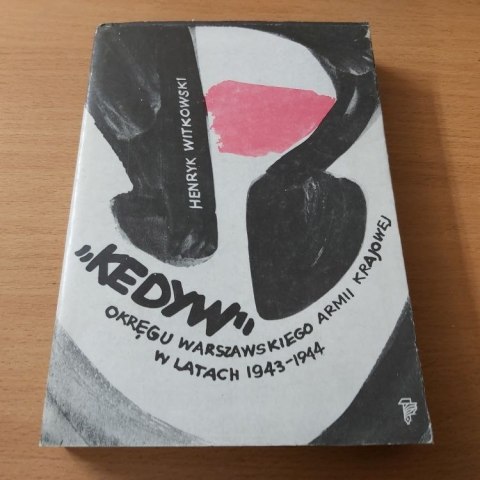 HENRYK WITKOWSKI
„KEDYW”
OKRĘGU WARSZAWSKIEGO ARMII KRAJOWEJ
W LATACH 1943-1944